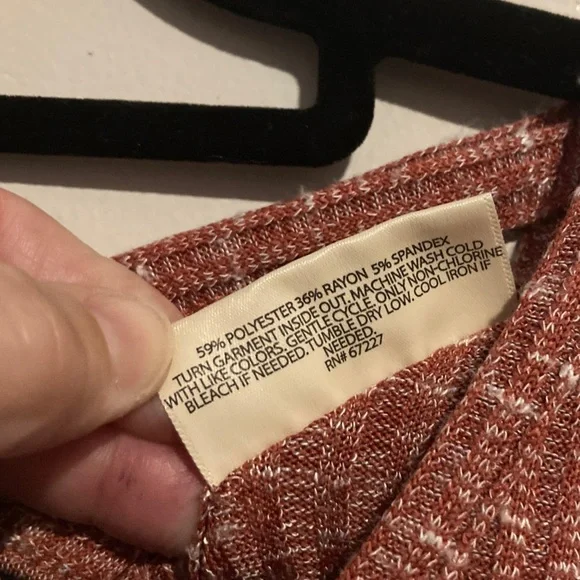 59% POLYESTER 36% RAYON 5% SPANDEX
TURN GARMENT INSIDE OUT. MACHINE WASH COLD
WITH LIKE COLORS. GENTLE CYCLE ONLY NON-CHLORINE
BLEACH IF NEEDED. TUMBLE DRY LOW. COOL IRON IF
NEEDED.
RN# 67227